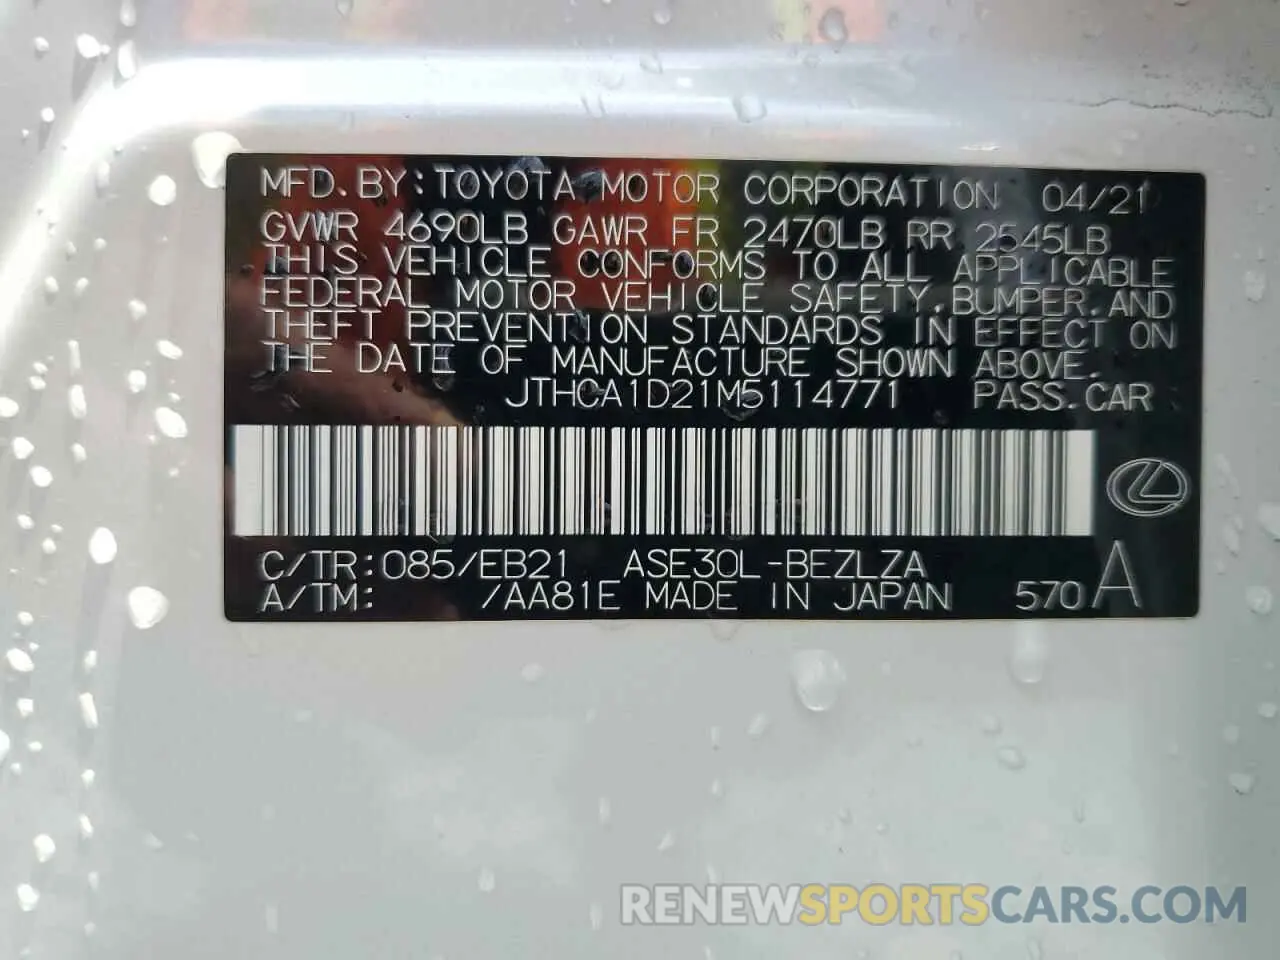 MFD.BY:TOYOTA MOTOR CORPORATION 04/21
GVWR 4690LB GAWR FR 2470LB RR 2545LB
THIS VEHICLE CONFORMS TO ALL APPLICABLE
FEDERAL MOTOR VEHICLE SAFETY,BUMPER,AND
THEFT PREVENTION STANDARDS IN EFFECT ON
THE DATE OF MANUFACTURE SHOWN ABOVE.
JTHCA1D21M5114771 PASS.CAR
C/TR:085/EB21 ASE30L-BEZLZA
A/TM: /AA81E MADE IN JAPAN 570 A
RENEWSPORTSCARS.COM